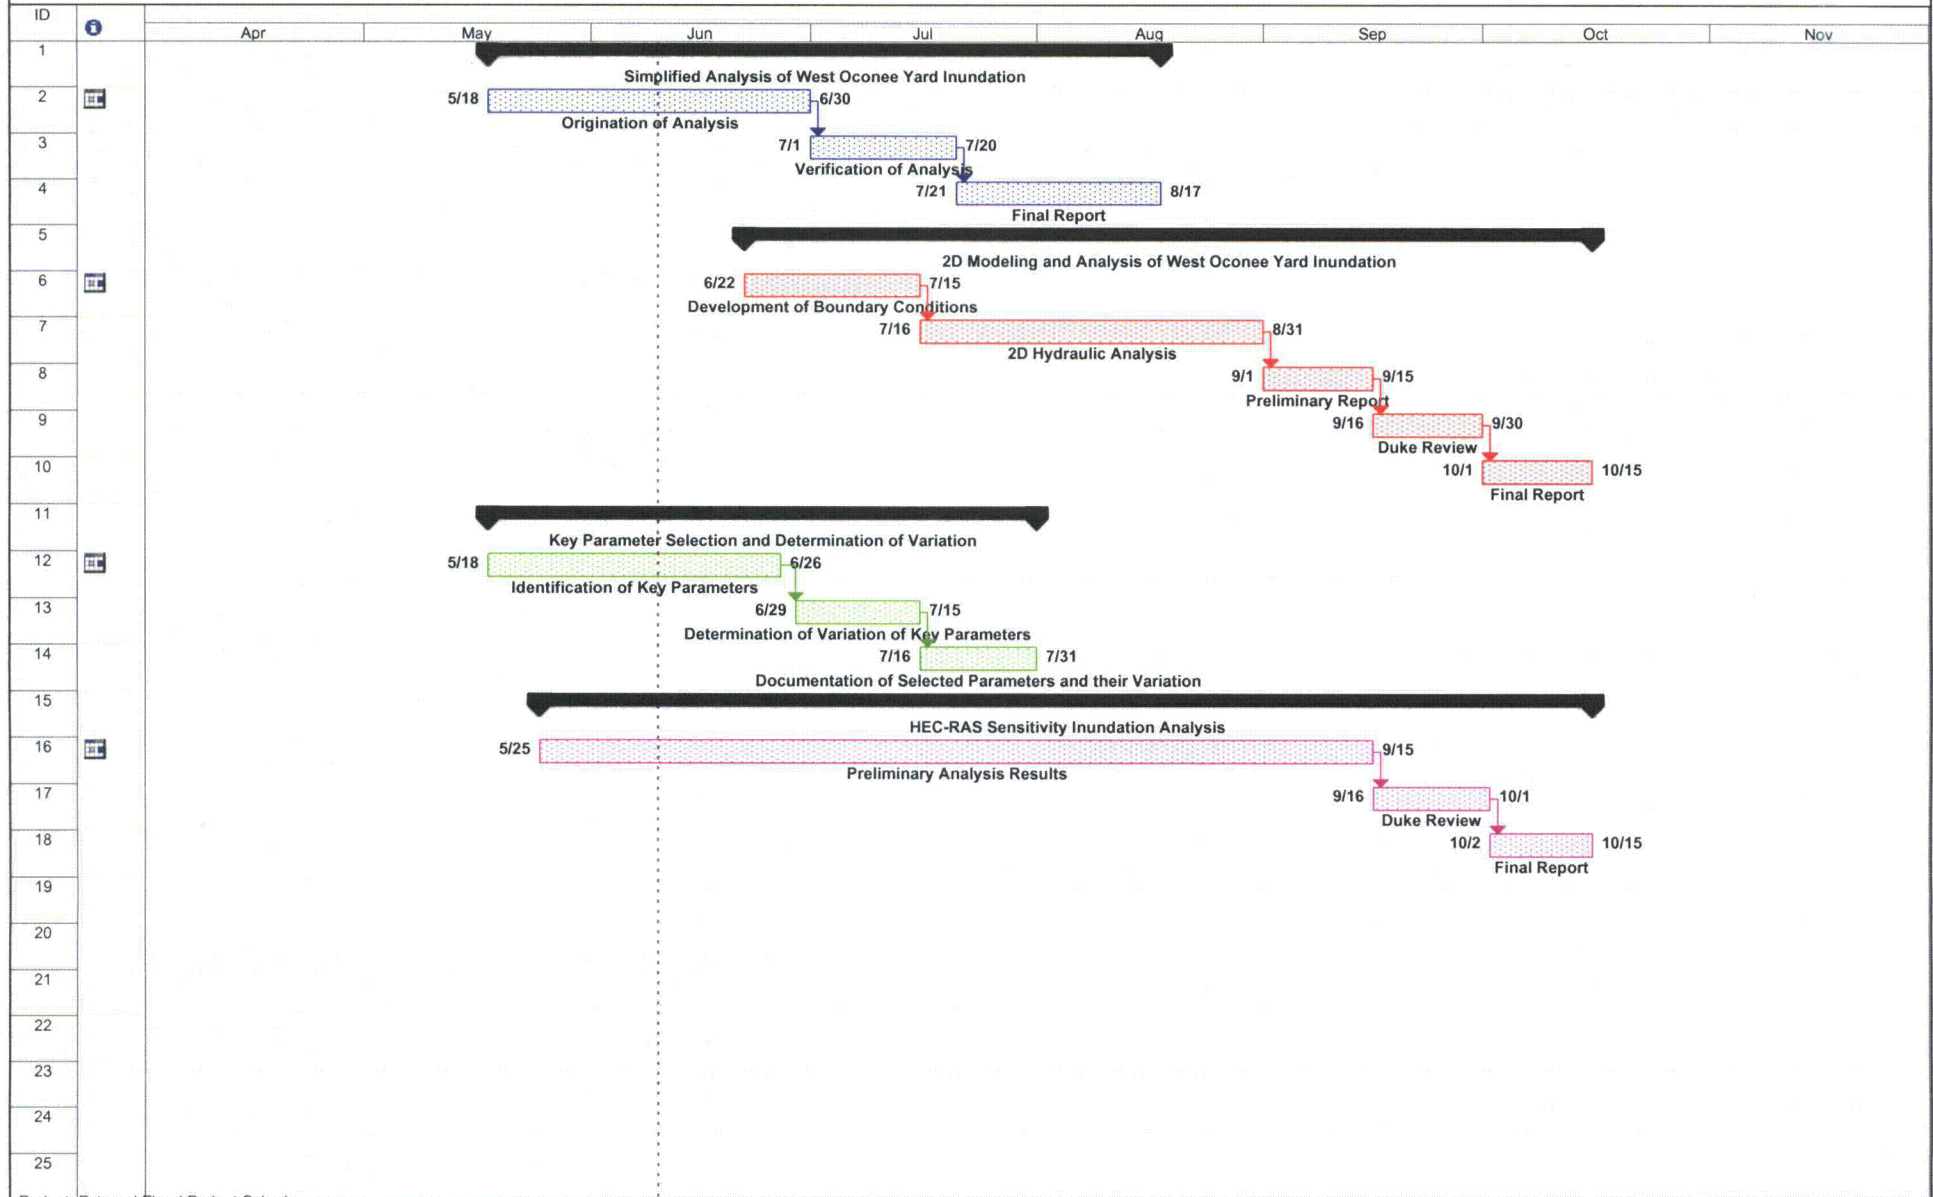 ID
Apr May Jun Jul Aug Sep Oct Nov
1
Simplified Analysis of West Oconee Yard Inundation
2 5/18 6/30
Origination of Analysis
3 7/1 7/20
Verification of Analysis
4 7/21 8/17
Final Report
5
2D Modeling and Analysis of West Oconee Yard Inundation
6 6/22 7/15
Development of Boundary Conditions
7 7/16 8/31
2D Hydraulic Analysis
8 9/1 9/15
Preliminary Report
9 9/16 9/30
Duke Review
10 10/1 10/15
Final Report
11
Key Parameter Selection and Determination of Variation
12 5/18 6/26
Identification of Key Parameters
13 6/29 7/15
Determination of Variation of Key Parameters
14 7/16 7/31
Documentation of Selected Parameters and their Variation
15
HEC-RAS Sensitivity Inundation Analysis
16 5/25 9/15
Preliminary Analysis Results
17 9/16 10/1
Duke Review
18 10/2 10/15
Final Report
19
20
21
22
23
24
25